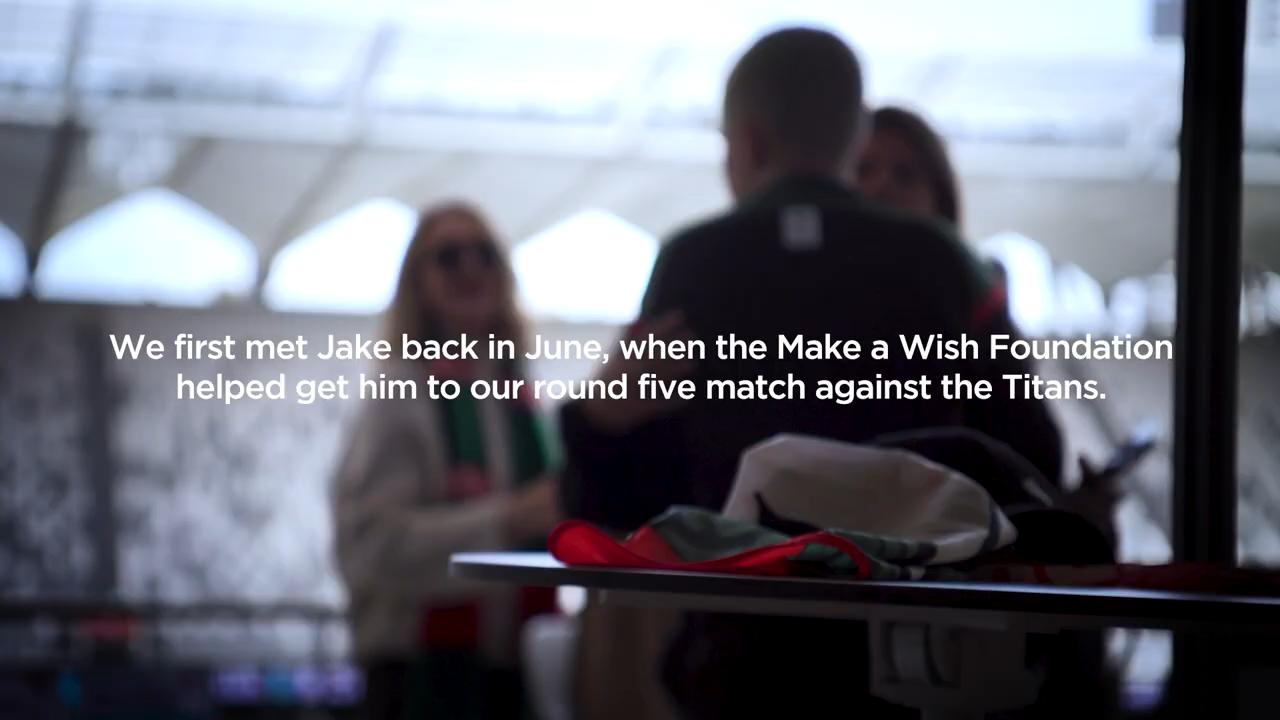 We first met Jake back in June, when the Make a Wish Foundation
helped get him to our round five match against the Titans.